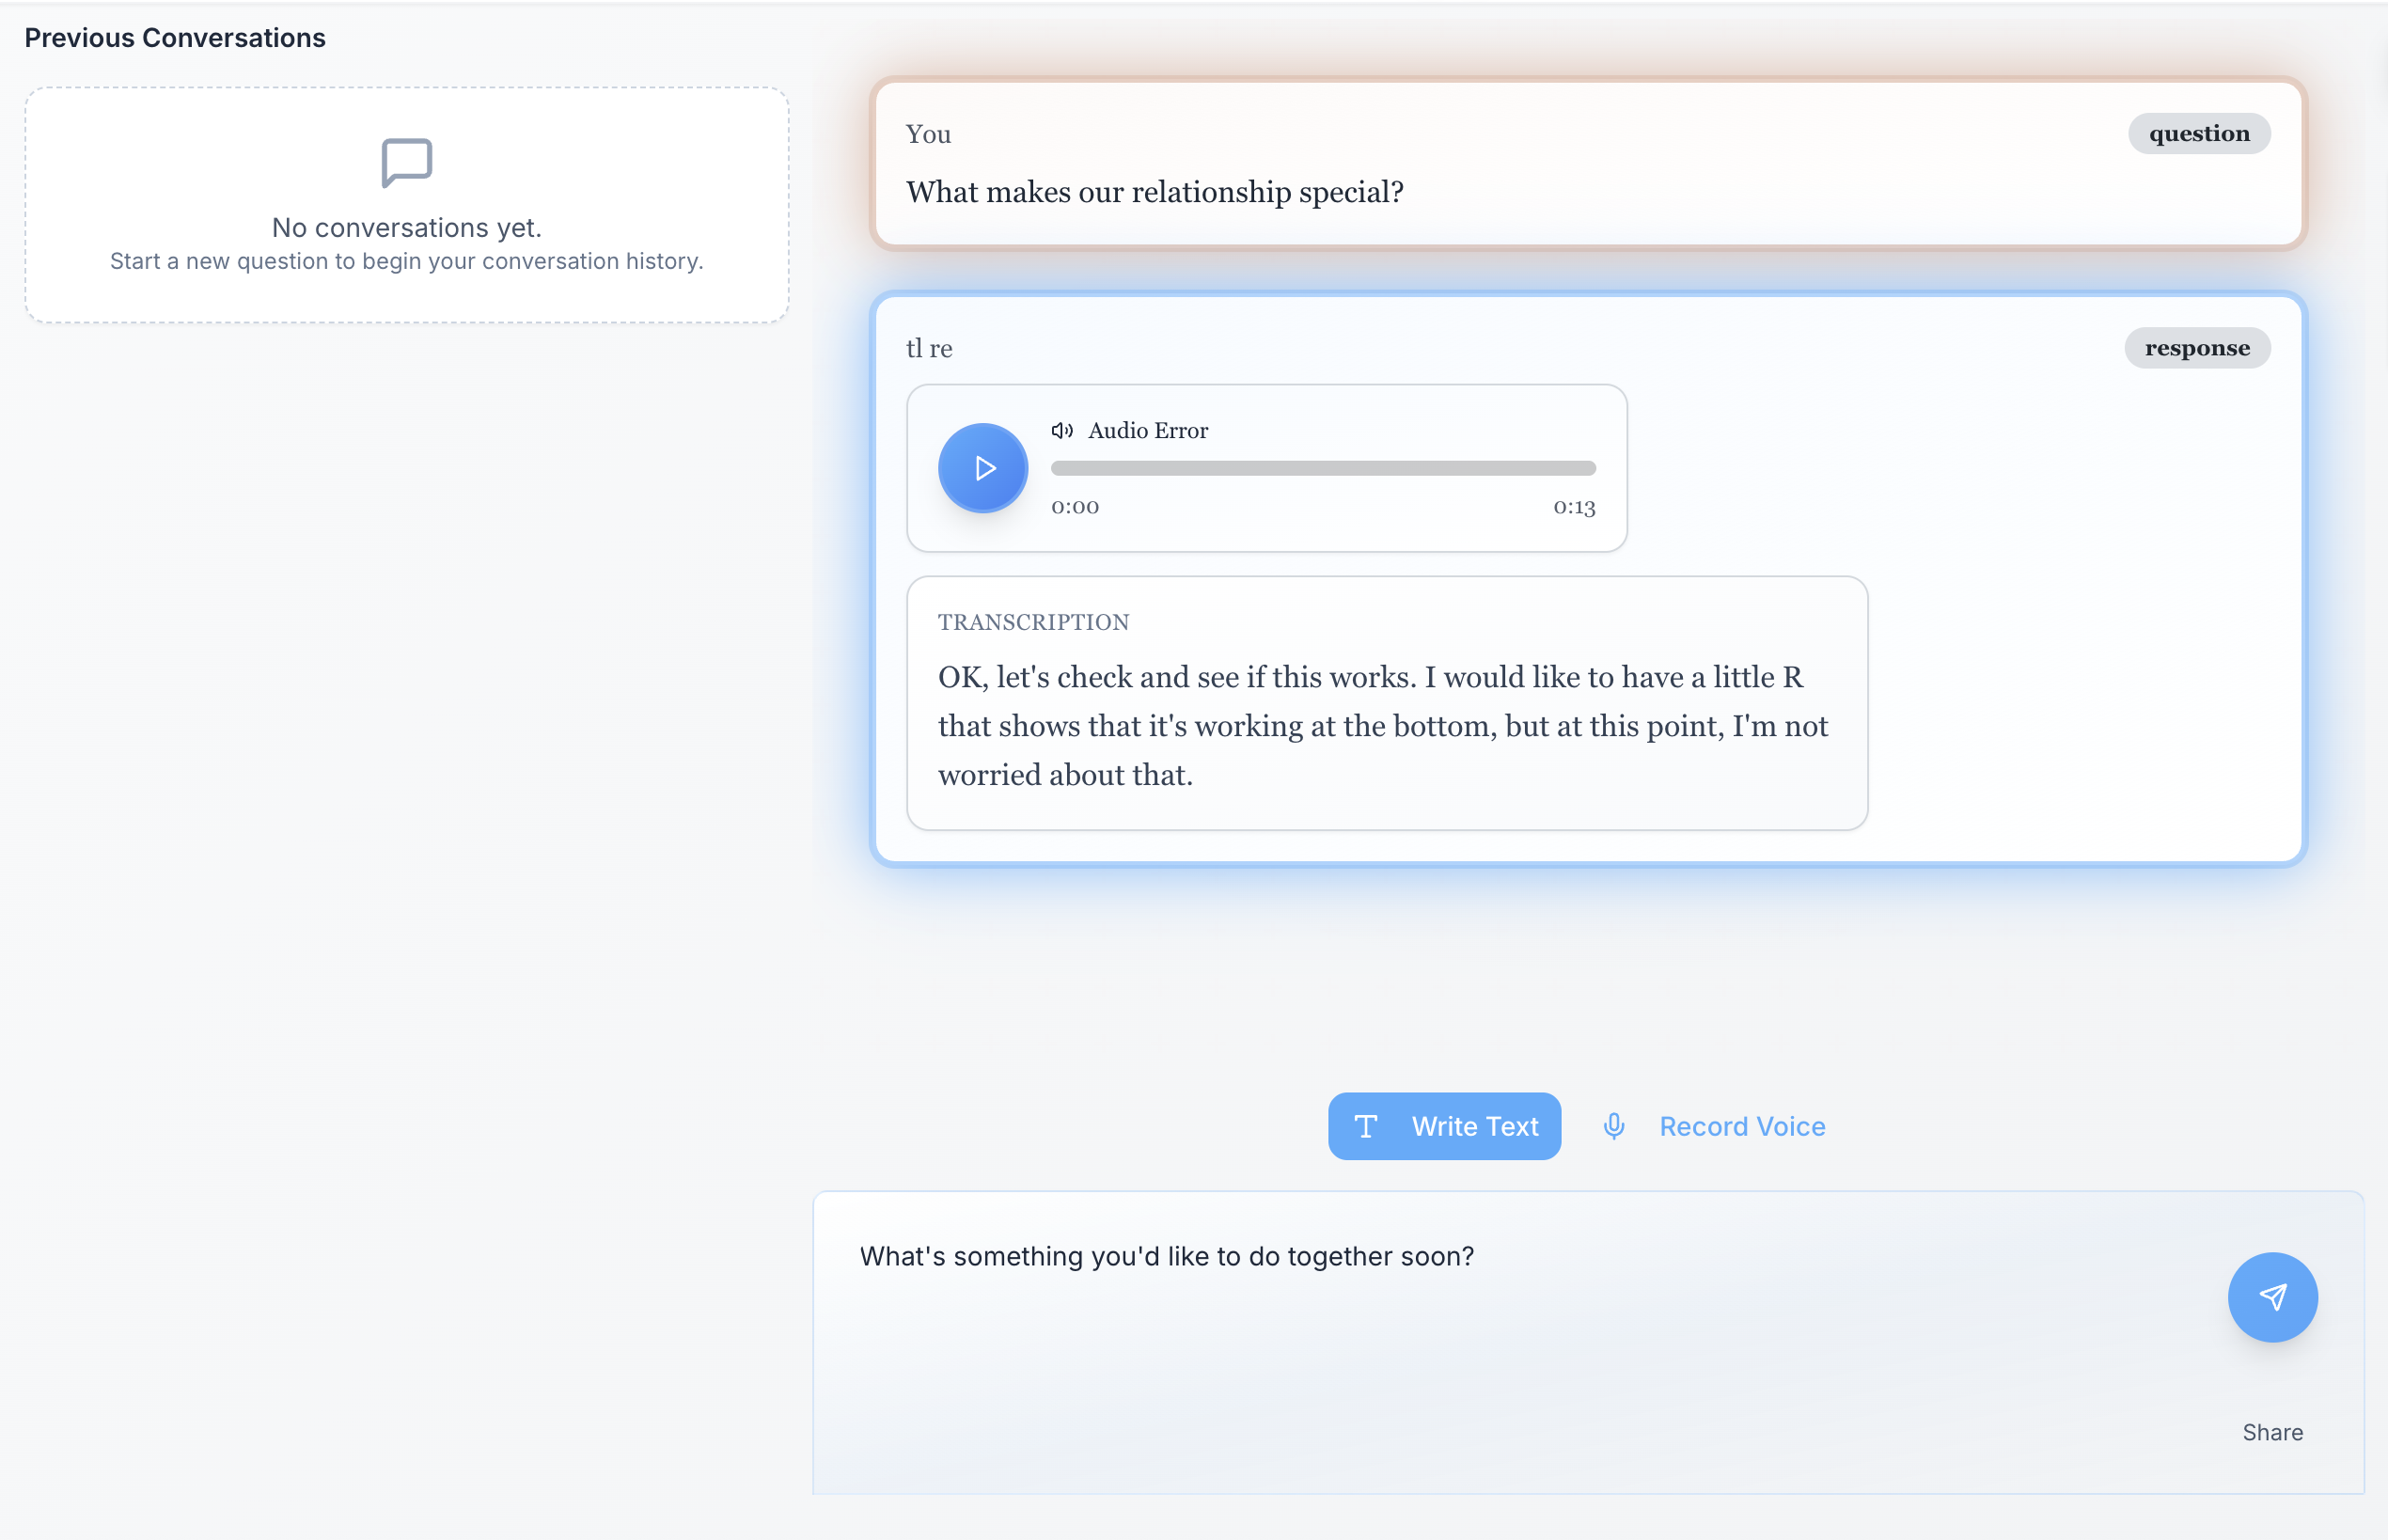 Previous Conversations
No conversations yet.
Start a new question to begin your conversation history.
You
question
What makes our relationship special?
tl re
response
Audio Error
0:00
0:13
TRANSCRIPTION
OK, let's check and see if this works. I would like to have a little R
that shows that it's working at the bottom, but at this point, I'm not
worried about that.
Write Text
Record Voice
What's something you'd like to do together soon?
Share